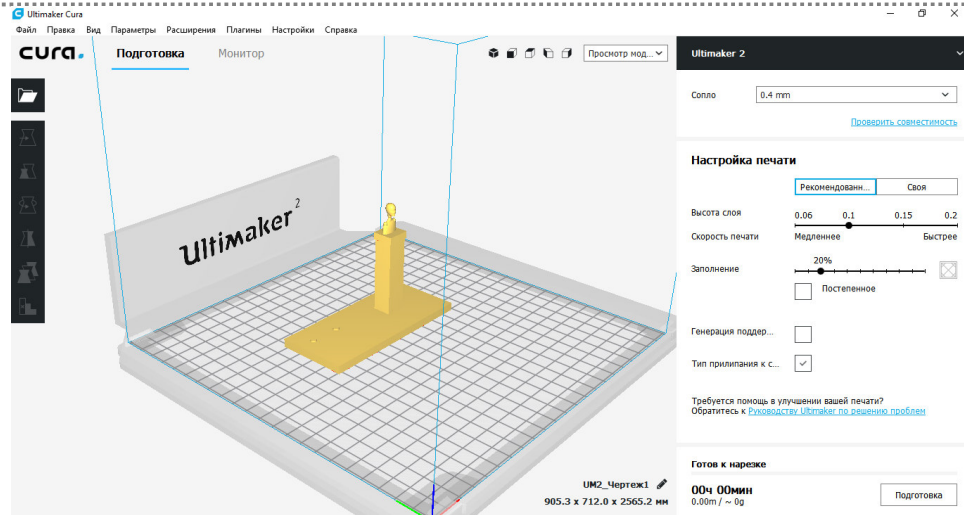 Ultimaker Cura
Файл Правка Вид Параметры Расширения Плагины Настройки Справка
cura. Подготовка Монитор Просмотр мод... Ultimaker 2
Сопло 0.4 mm
Проверить совместимость
Настройка печати
Рекомендованн... Своя
Высота слоя 0.06 0.1 0.15 0.2
Скорость печати Медленнее Быстрее
Заполнение 20%
Постепенное
Генерация поддер...
Тип прилипания к с...
Требуется помощь в улучшении вашей печати?
Обратитесь к Руководству Ultimaker по решению проблем
Ultimaker 2
Готов к нарезке
UM2_Чертеж1
905.3 x 712.0 x 2565.2 мм
00ч 00мин
0.00m / ~ 0g
Подготовка